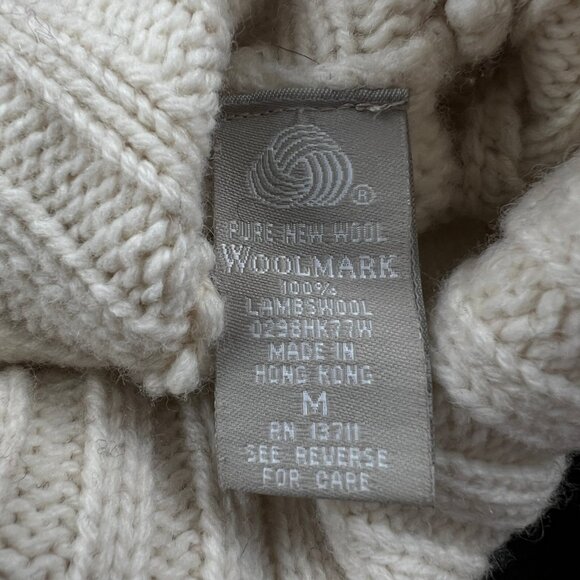 ®
PURE NEW WOOL
WOOLMARK
100%
LAMBSWOOL
0298HK77W
MADE IN
HONG KONG
M
RN 13711
SEE REVERSE
FOR CARE